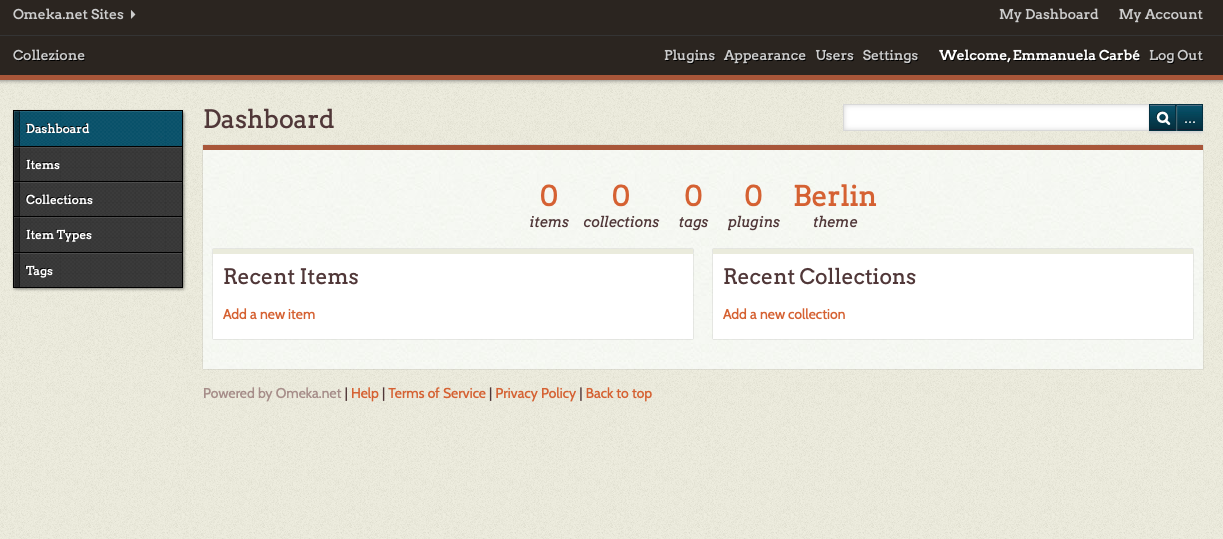 Omeka.net Sites
My Dashboard My Account
Collezione
Plugins Appearance Users Settings Welcome, Emmanuela Carbé Log Out
Dashboard
Items
Collections
Item Types
Tags
Dashboard
...
0 0 0 0 Berlin
items collections tags plugins theme
Recent Items
Add a new item
Recent Collections
Add a new collection
Powered by Omeka.net | Help | Terms of Service | Privacy Policy | Back to top